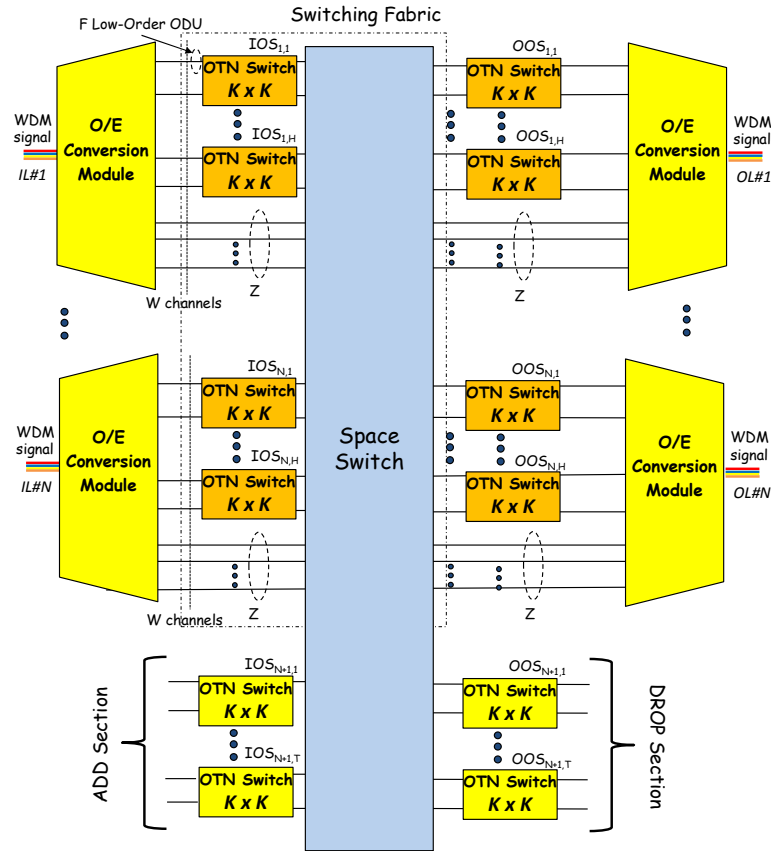 Switching Fabric
F Low-Order ODU
IOS1,1
OTN Switch
K x K
IOS1,H
OTN Switch
K x K
OOS1,1
OTN Switch
K x K
OOS1,H
OTN Switch
K x K
WDM
signal
IL#1
O/E
Conversion
Module
O/E
Conversion
Module
WDM
signal
OL#1
Z
Z
W channels
IOSN,1
OTN Switch
K x K
IOSN,H
OTN Switch
K x K
Space
Switch
OOSN,1
OTN Switch
K x K
OOSN,H
OTN Switch
K x K
WDM
signal
IL#N
O/E
Conversion
Module
O/E
Conversion
Module
WDM
signal
OL#N
Z
Z
W channels
ADD Section
IOSN+1,1
OTN Switch
K x K
IOSN+1,T
OTN Switch
K x K
OOSN+1,1
OTN Switch
K x K
OOSN+1,T
OTN Switch
K x K
DROP Section